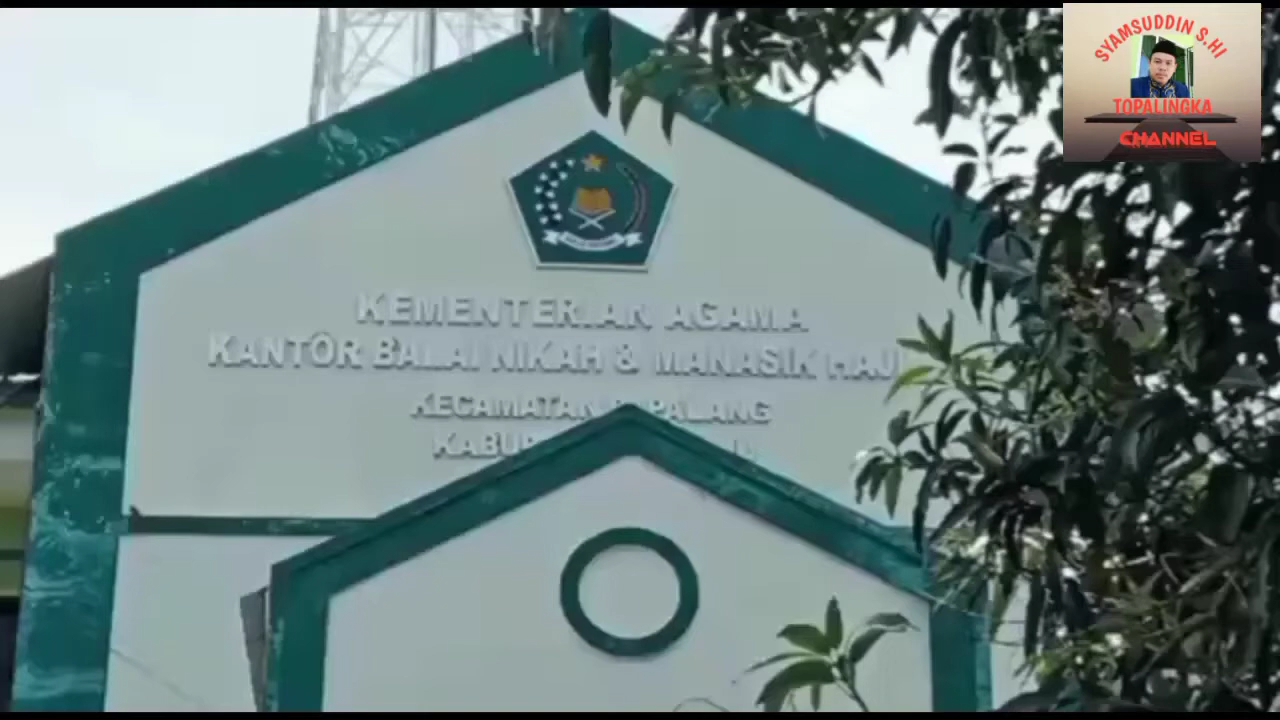 SYAMSUDDIN S.HI
TOPALINGKA
CHANNEL
KEMENTERIAN AGAMA
KANTOR BALAI NIKAH & MANASIK HAJI
KECAMATAN